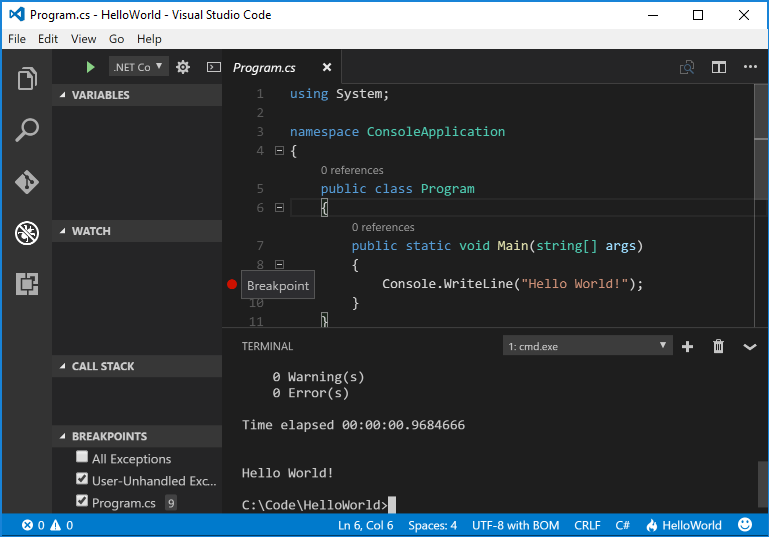 Program.cs - HelloWorld - Visual Studio Code
File Edit View Go Help
.NET Co
Program.cs
VARIABLES
WATCH
CALL STACK
BREAKPOINTS
All Exceptions
User-Unhandled Exc...
Program.cs 9
1 using System;
2
3 namespace ConsoleApplication
4 {
0 references
5 public class Program
6 {
0 references
7 public static void Main(string[] args)
8 {
Breakpoint Console.WriteLine("Hello World!");
10 }
11 }
TERMINAL 1: cmd.exe
0 Warning(s)
0 Error(s)
Time elapsed 00:00:00.9684666
Hello World!
C:\Code\HelloWorld>
0 0 Ln 6, Col 6 Spaces: 4 UTF-8 with BOM CRLF C# HelloWorld